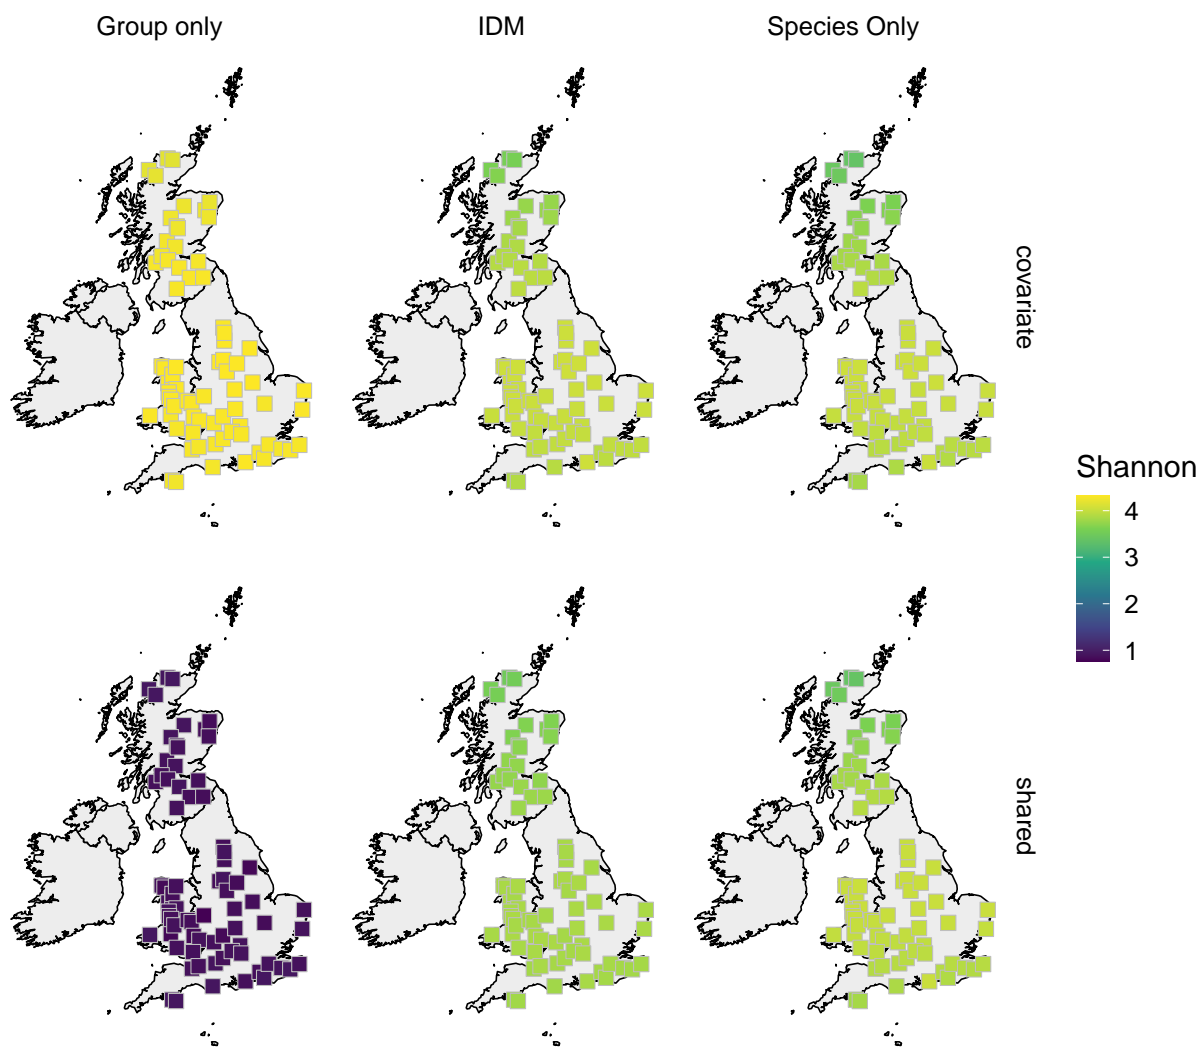 Group only
IDM
Species Only
covariate
shared
Shannon
4
3
2
1